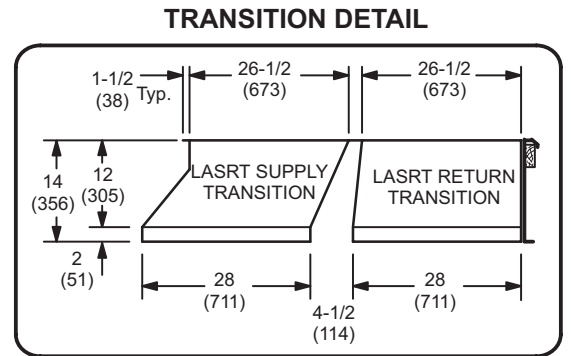 TRANSITION DETAIL
1-1/2
(38) Typ.
26-1/2
(673)
26-1/2
(673)
14
(356)
12
(305)
LASRT SUPPLY
TRANSITION
LASRT RETURN
TRANSITION
2
(51)
28
(711)
4-1/2
(114)
28
(711)